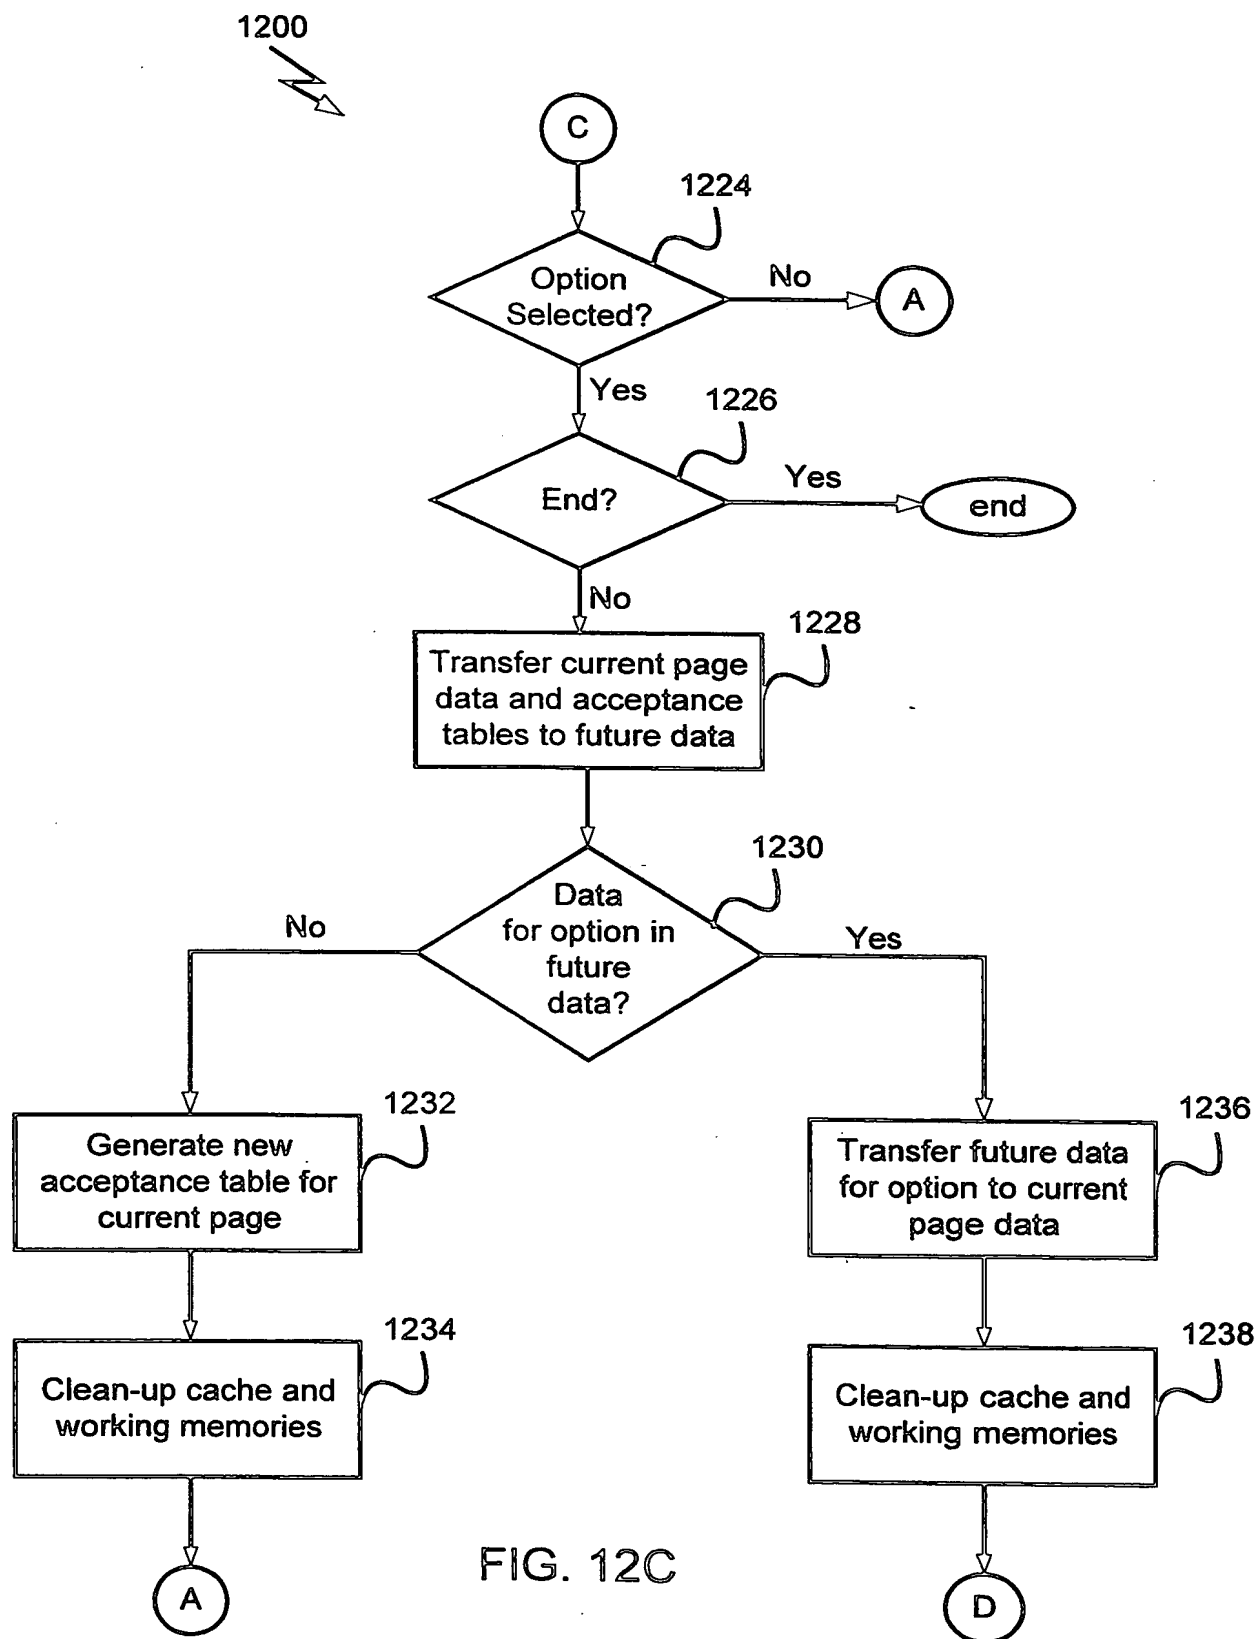 1200
C
1224
Option
Selected?
No
A
Yes
1226
End?
Yes
end
No
1228
Transfer current page
data and acceptance
tables to future data
1230
Data
for option in
future
data?
No
Yes
1232
Generate new
acceptance table for
current page
1236
Transfer future data
for option to current
page data
1234
Clean-up cache and
working memories
1238
Clean-up cache and
working memories
A
FIG. 12C
D